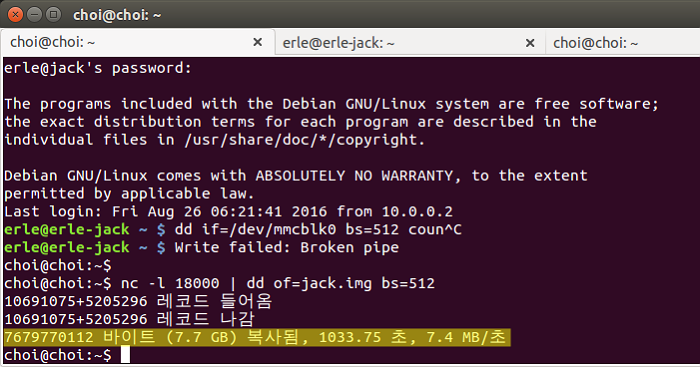 choi@choi: ~
choi@choi: ~ × erle@erle-jack: ~ × choi@choi: ~
erle@jack's password:
The programs included with the Debian GNU/Linux system are free software;
the exact distribution terms for each program are described in the
individual files in /usr/share/doc/*/copyright.
Debian GNU/Linux comes with ABSOLUTELY NO WARRANTY, to the extent
permitted by applicable law.
Last login: Fri Aug 26 06:21:41 2016 from 10.0.0.2
erle@erle-jack ~ $ dd if=/dev/mmcblk0 bs=512 coun^C
erle@erle-jack ~ $ Write failed: Broken pipe
choi@choi:~$
choi@choi:~$ nc -l 18000 | dd of=jack.img bs=512
10691075+5205296 레코드 들어옴
10691075+5205296 레코드 나감
7679770112 바이트 (7.7 GB) 복사됨, 1033.75 초, 7.4 MB/초
choi@choi:~$